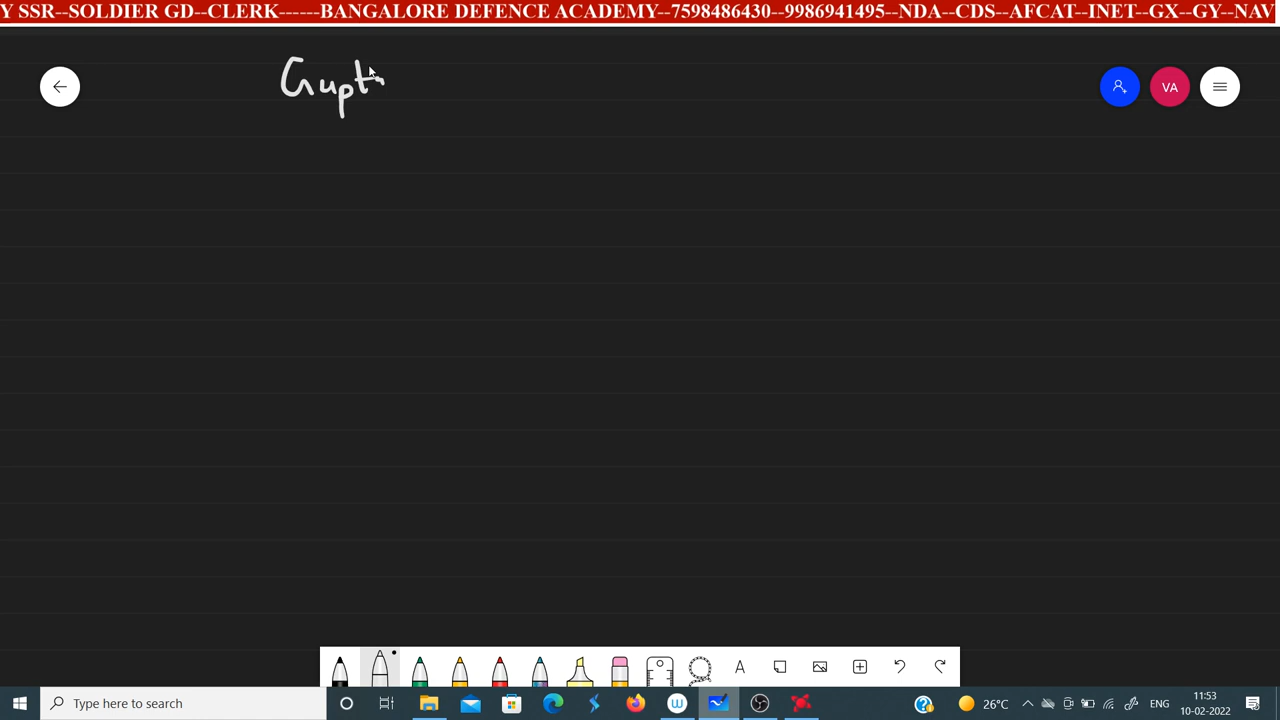 Y SSR--SOLDIER GD--CLERK------BANGALORE DEFENCE ACADEMY--7598486430--9986941495--NDA--CDS--AFCAT--INET--GX--GY--NAV
Gupt
VA
A
Type here to search
26°C
ENG
11:53
10-02-2022